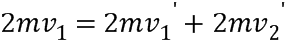 2mv₁ = 2mv₁' + 2mv₂'